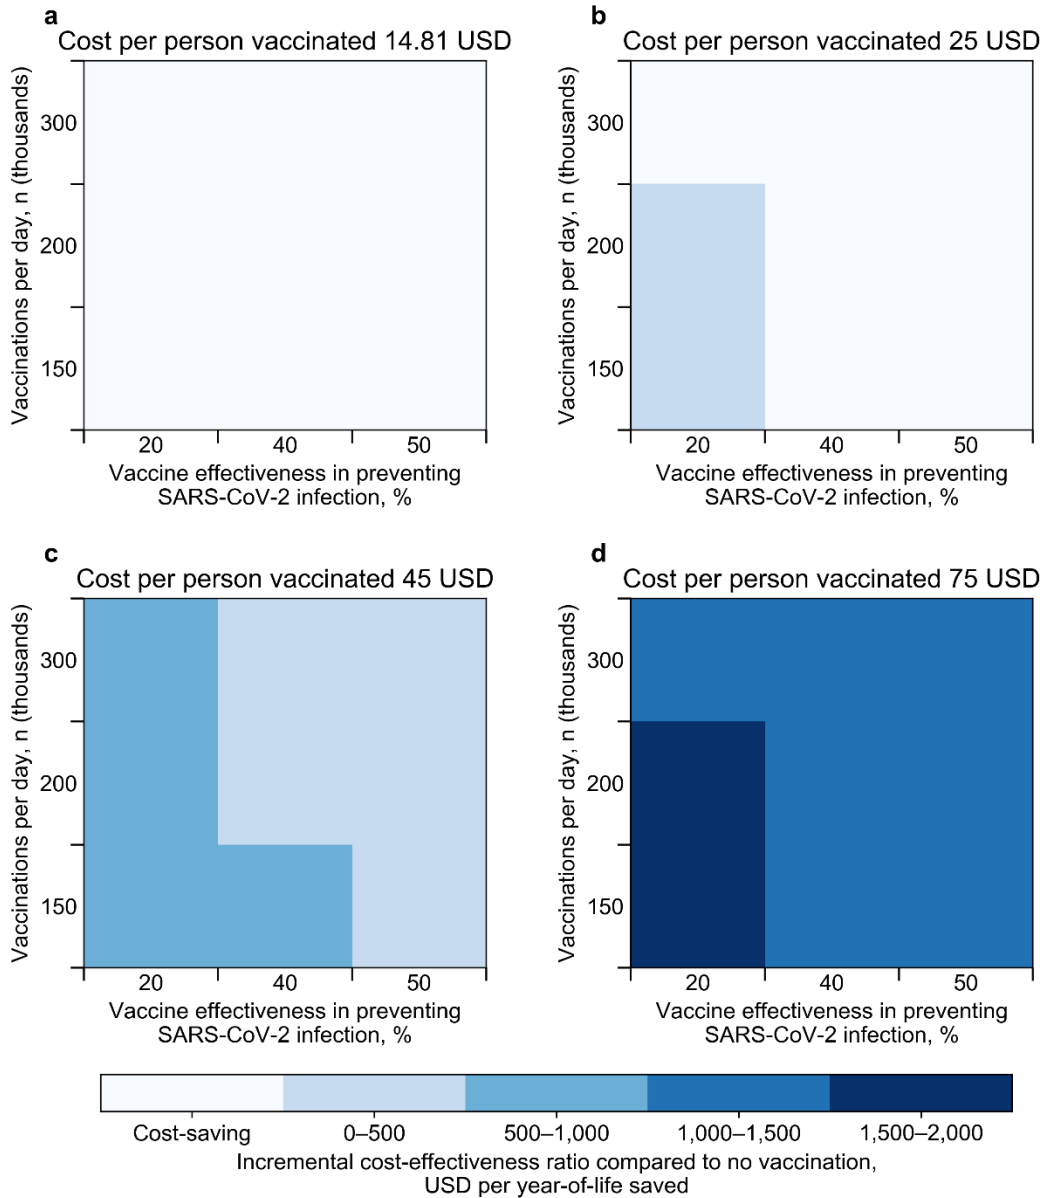 a
Cost per person vaccinated 14.81 USD
Vaccinations per day, n (thousands)
300
200
150
20 40 50
Vaccine effectiveness in preventing
SARS-CoV-2 infection, %
b
Cost per person vaccinated 25 USD
Vaccinations per day, n (thousands)
300
200
150
20 40 50
Vaccine effectiveness in preventing
SARS-CoV-2 infection, %
c
Cost per person vaccinated 45 USD
Vaccinations per day, n (thousands)
300
200
150
20 40 50
Vaccine effectiveness in preventing
SARS-CoV-2 infection, %
d
Cost per person vaccinated 75 USD
Vaccinations per day, n (thousands)
300
200
150
20 40 50
Vaccine effectiveness in preventing
SARS-CoV-2 infection, %
Cost-saving 0–500 500–1,000 1,000–1,500 1,500–2,000
Incremental cost-effectiveness ratio compared to no vaccination,
USD per year-of-life saved